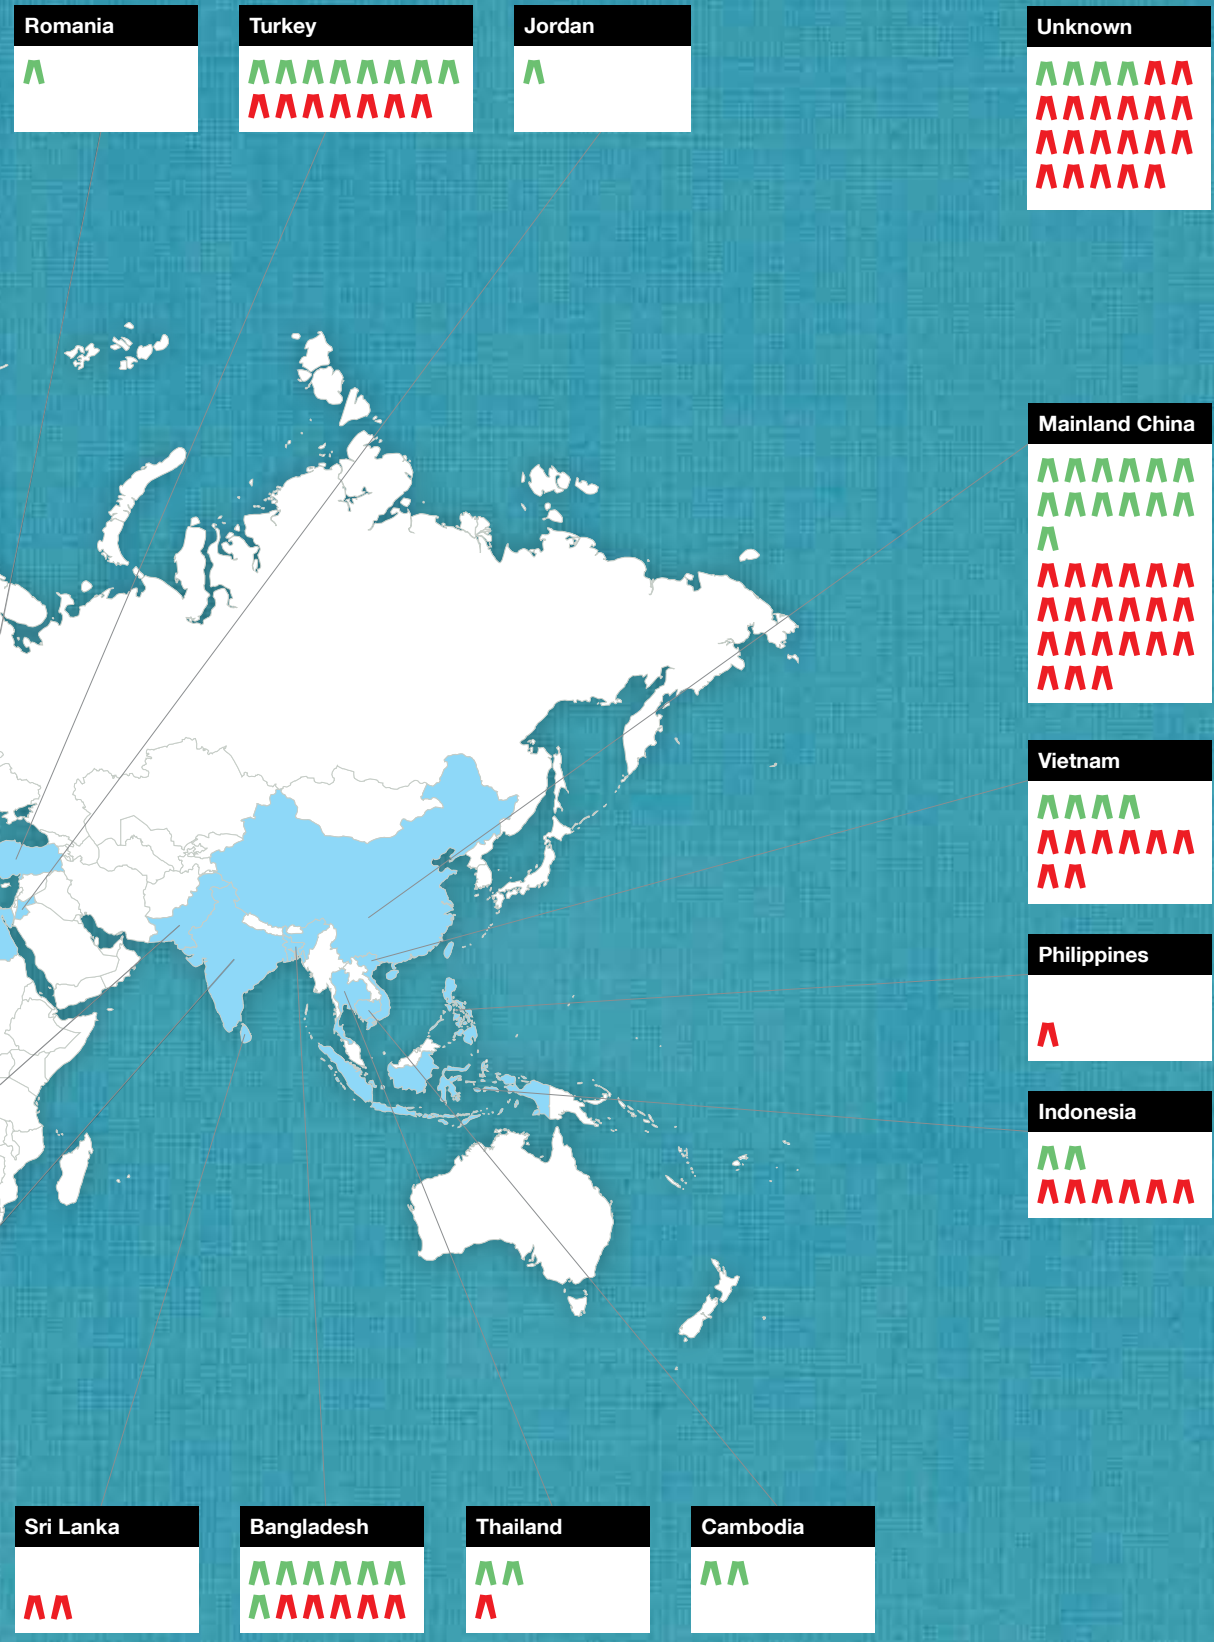 Romania
Turkey
Jordan
Unknown
Mainland China
Vietnam
Philippines
Indonesia
Sri Lanka
Bangladesh
Thailand
Cambodia